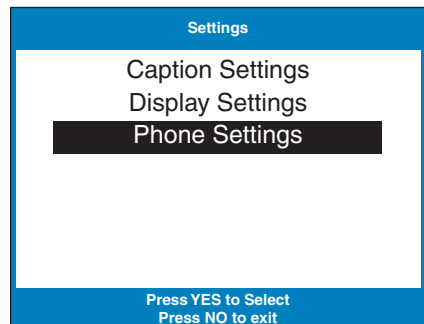 Settings
Caption Settings
Display Settings
Phone Settings
Press YES to Select
Press NO to exit